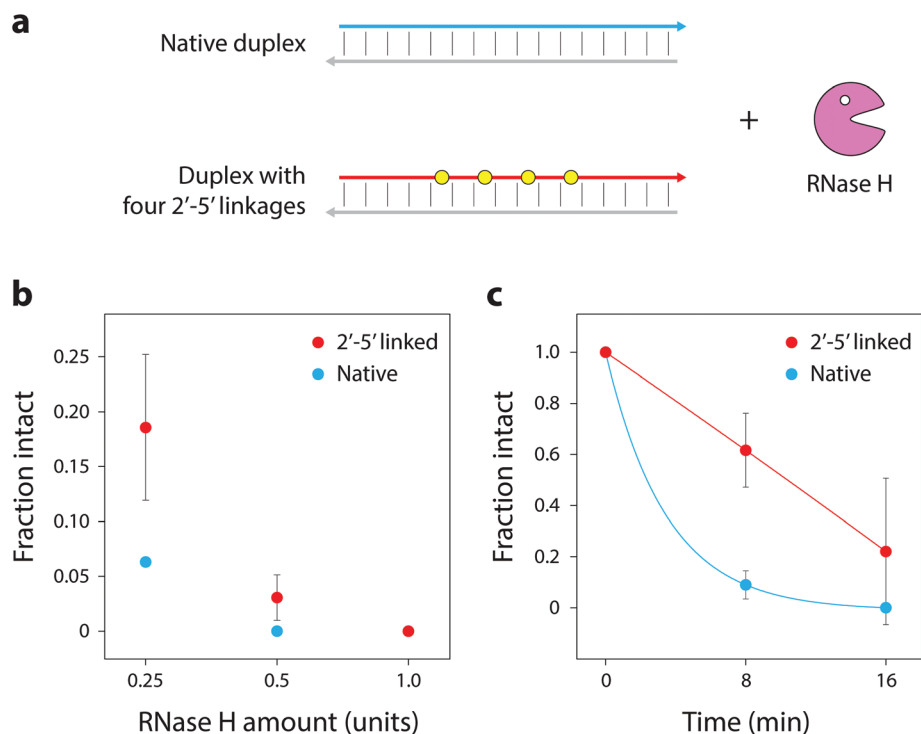 a
Native duplex
Duplex with
four 2’-5’ linkages
+
RNase H
b
2’-5’ linked
Native
0.25
0.20
0.15
0.10
0.05
0
Fraction intact
0.25
0.5
1.0
RNase H amount (units)
c
2’-5’ linked
Native
1.0
0.8
0.6
0.4
0.2
0
Fraction intact
0
8
16
Time (min)